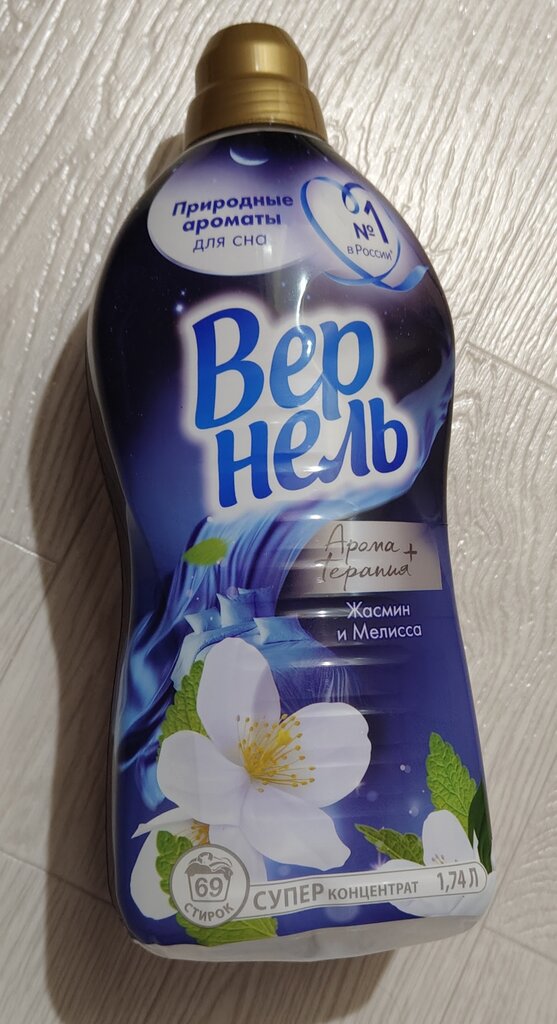 Природные
ароматы
для сна
№1
в России*
Вер
нель
Арома +
Терапия
Жасмин
и Мелисса
69
СТИРОК
СУПЕР КОНЦЕНТРАТ 1,74 Л